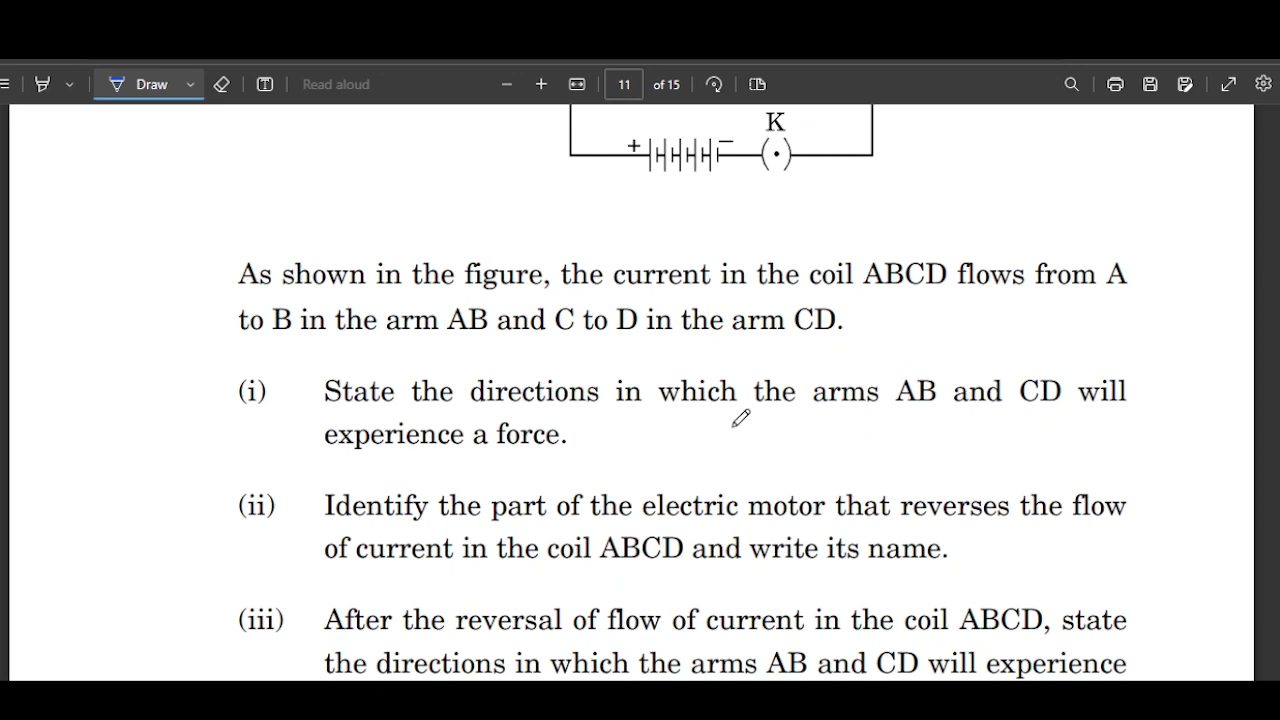 Draw
Read aloud
11 of 15
K
+ −
As shown in the figure, the current in the coil ABCD flows from A
to B in the arm AB and C to D in the arm CD.
(i) State the directions in which the arms AB and CD will
experience a force.
(ii) Identify the part of the electric motor that reverses the flow
of current in the coil ABCD and write its name.
(iii) After the reversal of flow of current in the coil ABCD, state
the directions in which the arms AB and CD will experience